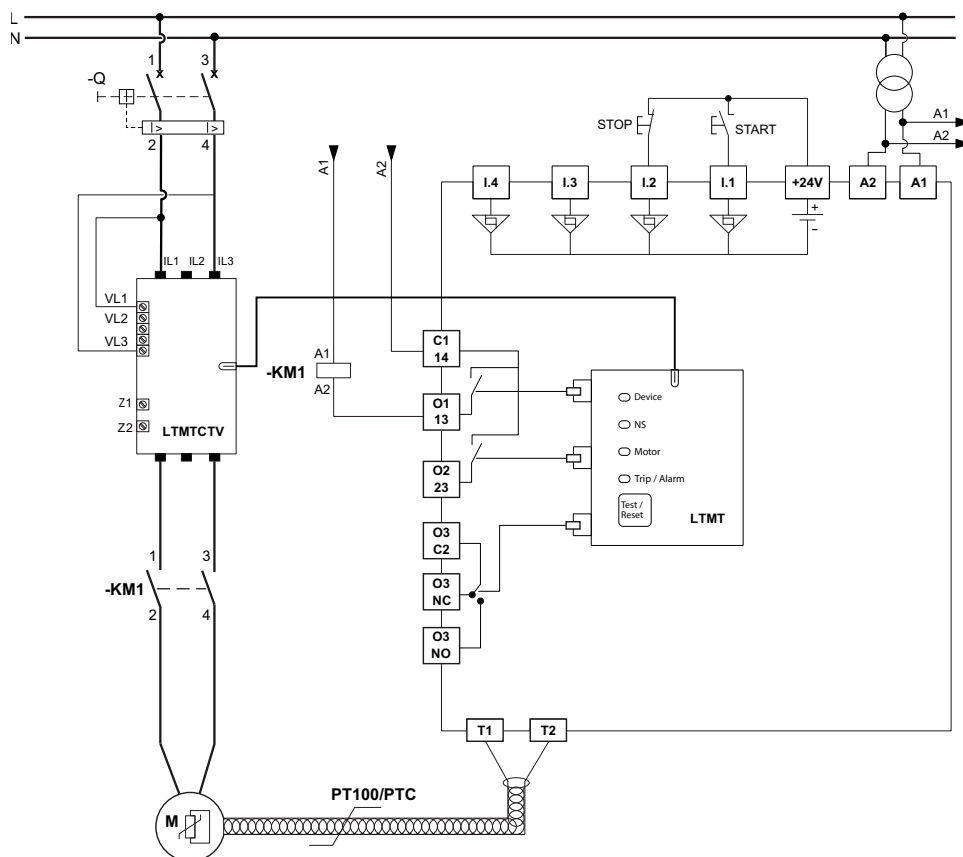 L
N
1
3
-Q
I>
I>
2
4
A1
A2
STOP
START
A1
A2
I.4
I.3
I.2
I.1
+24V
A2
A1
+
−
IL1
IL2
IL3
VL1
VL2
VL3
Z1
Z2
LTMTCTV
-KM1
A1
A2
C1
14
O1
13
O2
23
O3
C2
O3
NC
O3
NO
Device
NS
Motor
Trip / Alarm
Test /
Reset
LTMT
1
3
-KM1
2
4
T1
T2
PT100/PTC
M